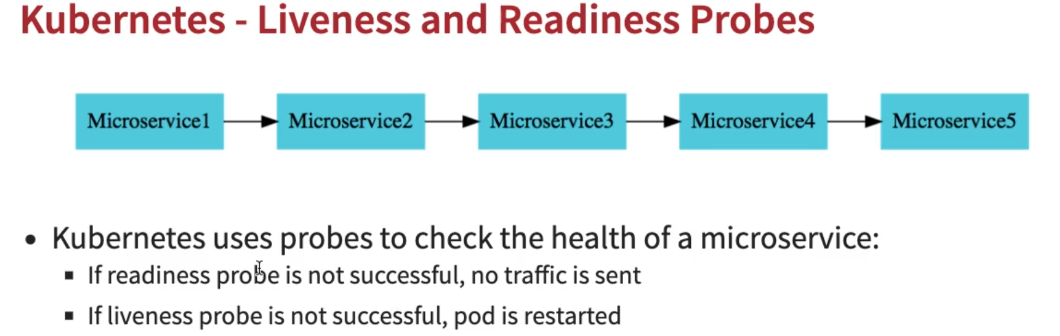 Kubernetes - Liveness and Readiness Probes
Microservice1 Microservice2 Microservice3 Microservice4 Microservice5
• Kubernetes uses probes to check the health of a microservice:
▪ If readiness probe is not successful, no traffic is sent
▪ If liveness probe is not successful, pod is restarted